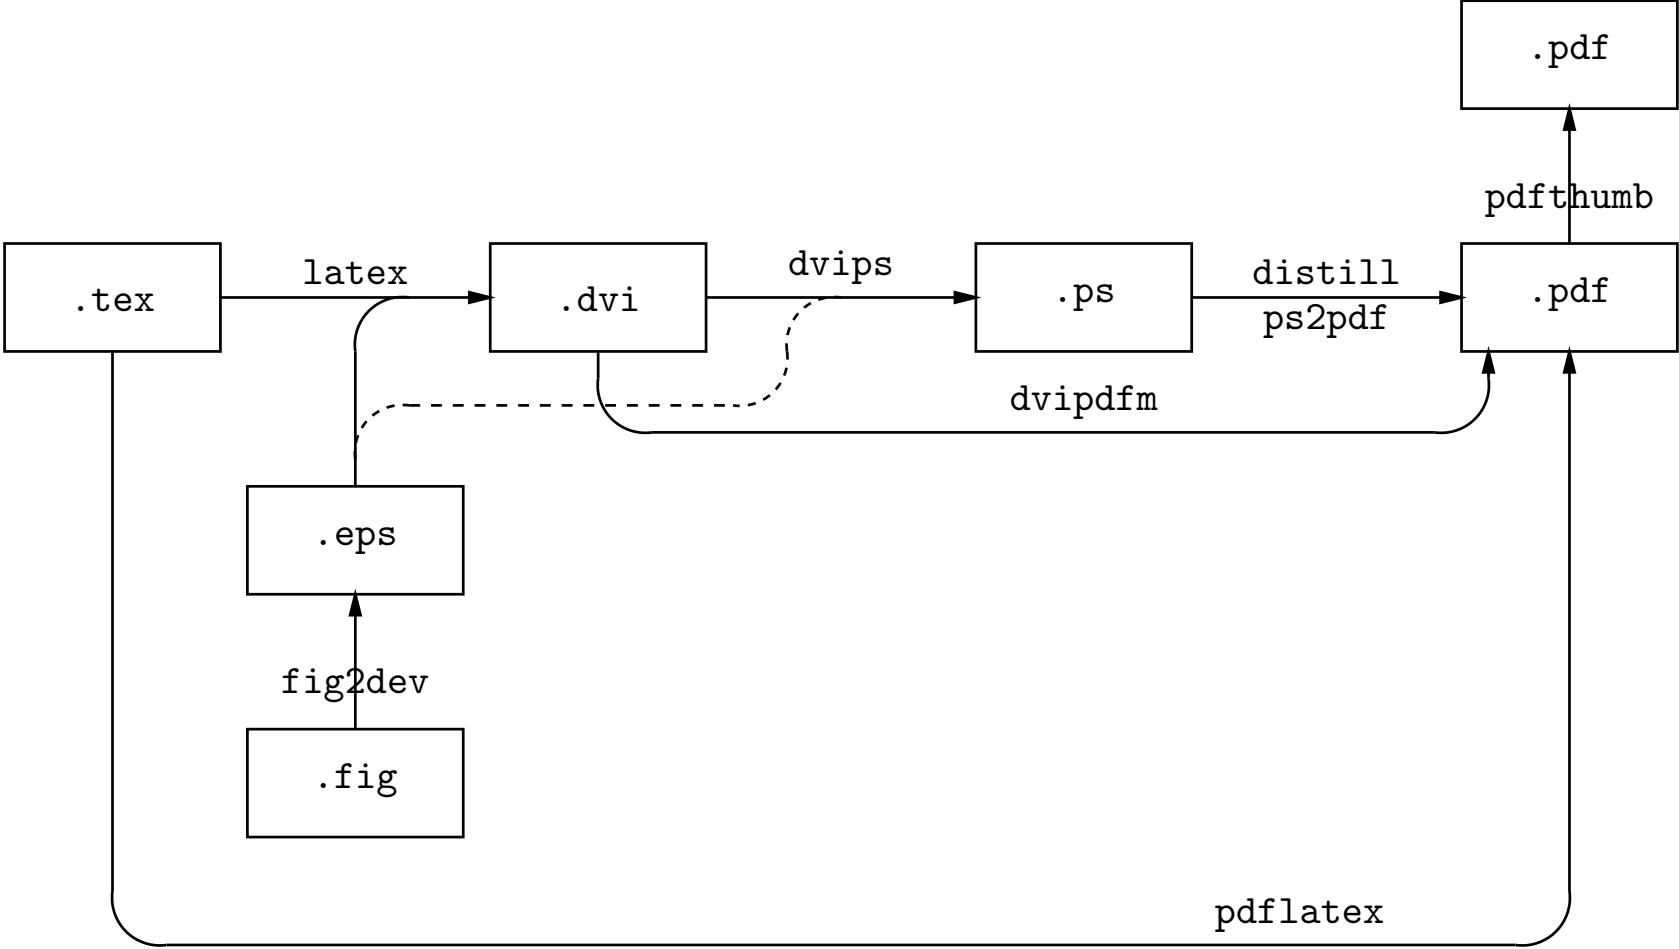 .pdf
pdfthumb
latex
dvips
distill
.tex
.dvi
.ps
.pdf
ps2pdf
dvipdfm
.eps
fig2dev
.fig
pdflatex